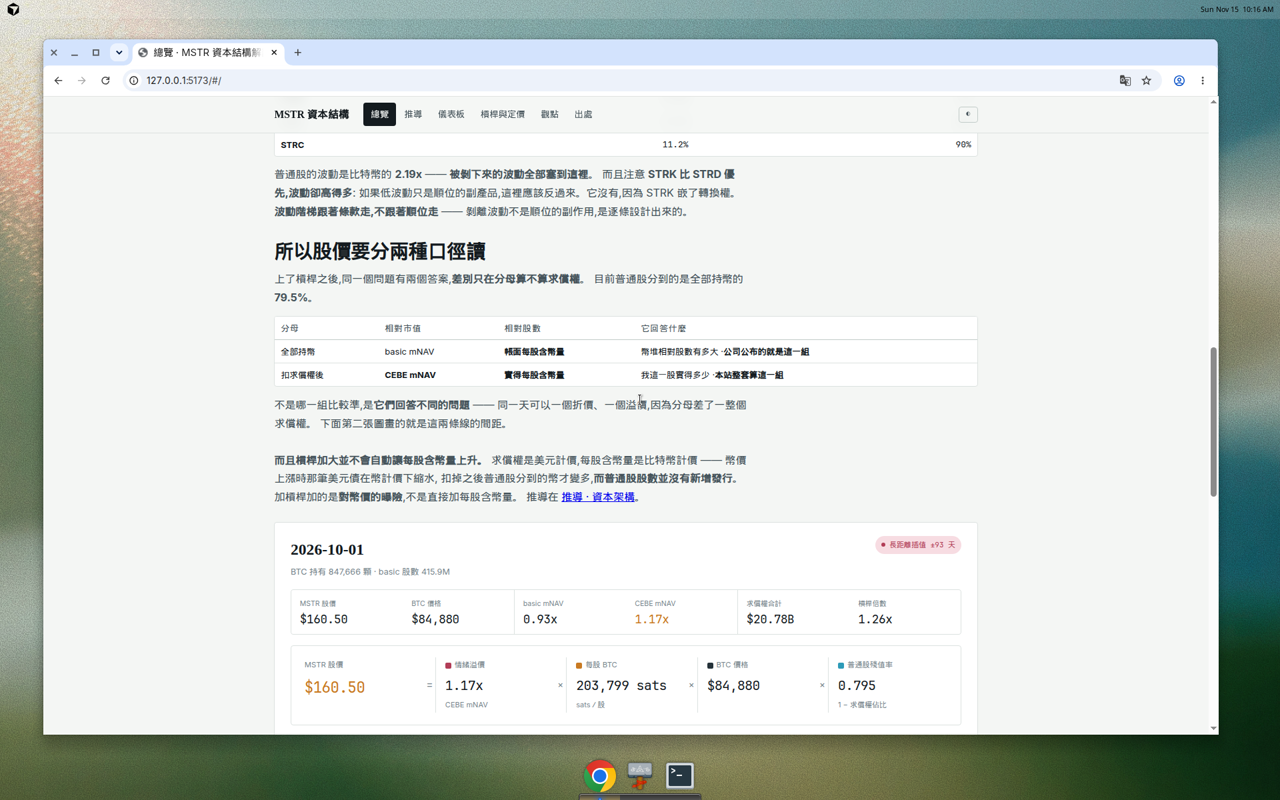 Sun Nov 15 10:16 AM
總覽 · MSTR 資本結構解
127.0.0.1:5173/#/
MSTR 資本結構 總覽 推導 儀表板 槓桿與定價 觀點 出處
STRC 11.2% 90%
普通股的波動是比特幣的 2.19x —— 被剝下來的波動全部塞到這裡。 而且注意 STRK 比 STRD 優
先,波動卻高得多: 如果低波動只是順位的副產品,這裡應該反過來。它沒有,因為 STRK 嵌了轉換權。
波動階梯跟著條款走,不跟著順位走 —— 剝離波動不是順位的副作用,是逐條設計出來的。
所以股價要分兩種口徑讀
上了槓桿之後,同一個問題有兩個答案,差別只在分母算不算求償權。 目前普通股分到的是全部持幣的
79.5%。
分母 相對市值 相對股數 它回答什麼
全部持幣 basic mNAV 帳面每股含幣量 幣堆相對股數有多大 ·公司公布的就是這一組
扣求償權後 CEBE mNAV 實得每股含幣量 我這一股實得多少 ·本站整套算這一組
不是哪一組比較準,是它們回答不同的問題 —— 同一天可以一個折價、一個溢價,因為分母差了一整個
求償權。 下面第二張圖畫的就是這兩條線的間距。
而且槓桿加大並不會自動讓每股含幣量上升。 求償權是美元計價,每股含幣量是比特幣計價 —— 幣價
上漲時那筆美元債在幣計價下縮水, 扣掉之後普通股分到的幣才變多,而普通股股數並沒有新增發行。
加槓桿加的是對幣價的曝險,不是直接加每股含幣量。 推導在 推導 · 資本架構。
2026-10-01
長距離插值 ±93 天
BTC 持有 847,666 顆 · basic 股數 415.9M
MSTR 股價 BTC 價格 basic mNAV CEBE mNAV 求償權合計 槓桿倍數
$160.50 $84,880 0.93x 1.17x $20.78B 1.26x
MSTR 股價 情緒溢價 每股 BTC BTC 價格 普通股殘值率
$160.50 = 1.17x × 203,799 sats × $84,880 × 0.795
CEBE mNAV sats / 股 1 − 求償權佔比